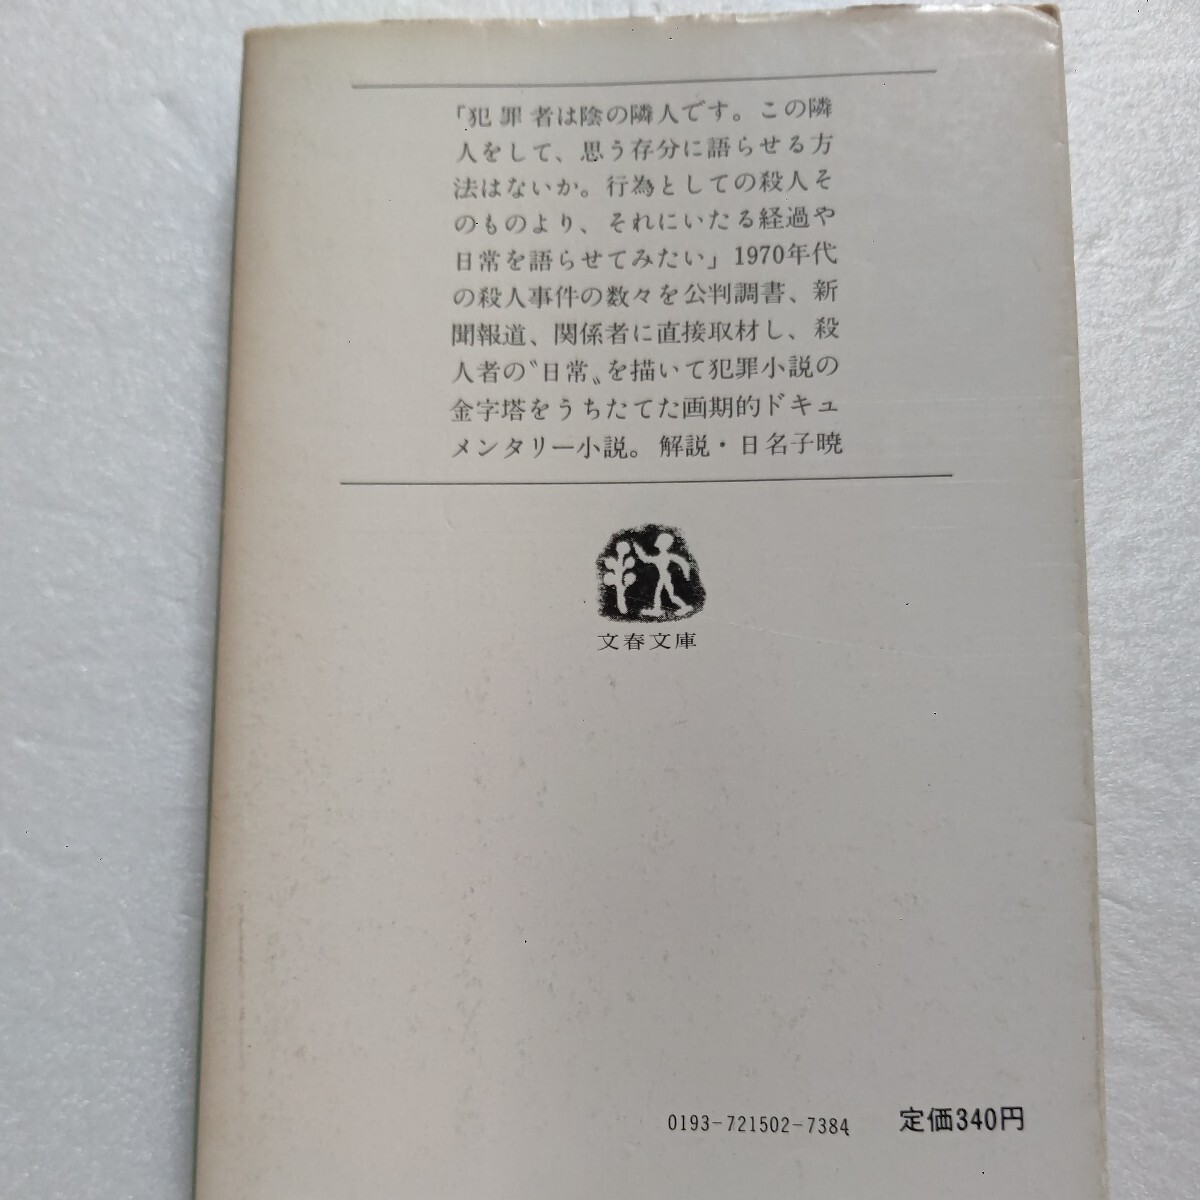 「犯罪者は陰の隣人です。この隣
人をして、思う存分に語らせる方
法はないか。行為としての殺人そ
のものより、それにいたる経過や
日常を語らせてみたい」1970年代
の殺人事件の数々を公判調書、新
聞報道、関係者に直接取材し、殺
人者の〝日常〟を描いて犯罪小説の
金字塔をうちたてた画期的ドキュ
メンタリー小説。解説・日名子暁
文春文庫
0193-721502-7384 定価340円